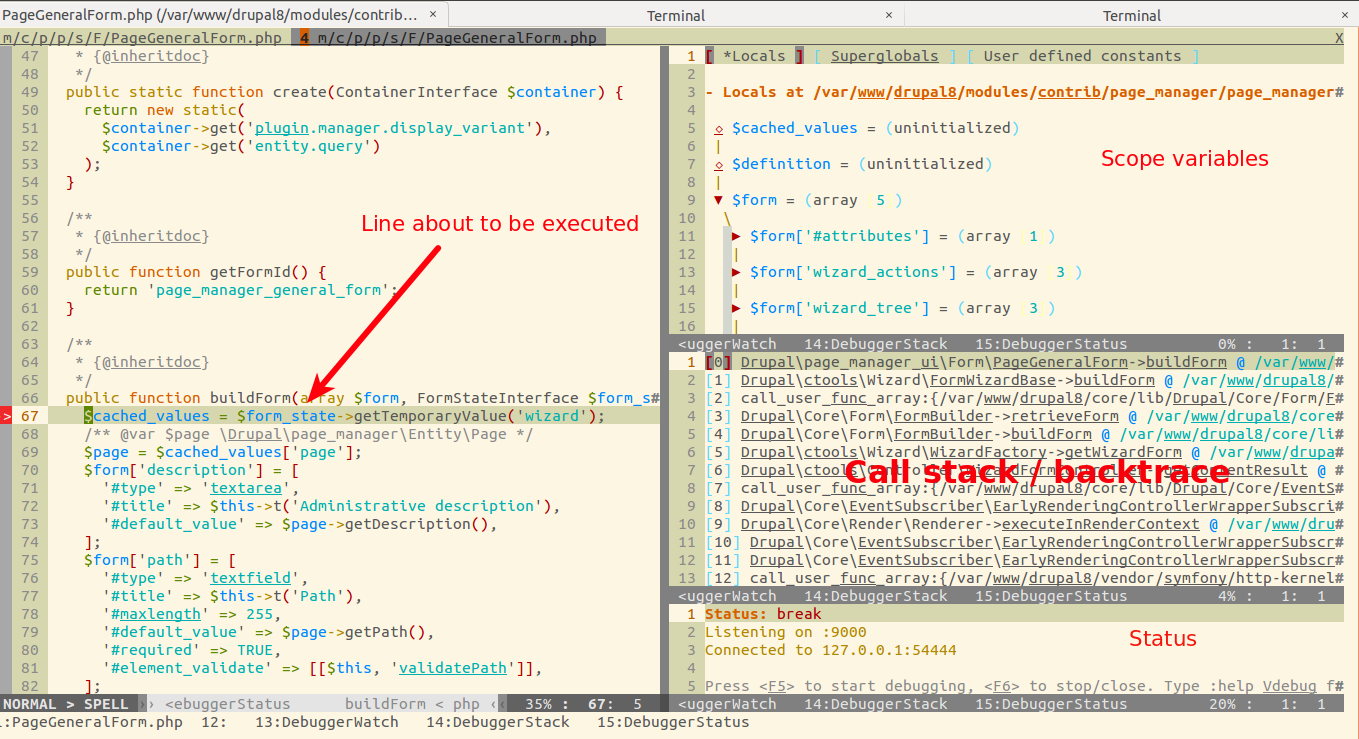 PageGeneralForm.php (/var/www/drupal8/modules/contrib... ×
Terminal ×
Terminal ×
m/c/p/p/s/F/PageGeneralForm.php 4 m/c/p/p/s/F/PageGeneralForm.php X
47 * {@inheritdoc}
48 */
49 public static function create(ContainerInterface $container) {
50 return new static(
51 $container->get('plugin.manager.display_variant'),
52 $container->get('entity.query')
53 );
54 }
55
56 /**
57 * {@inheritdoc}
58 */
59 public function getFormId() {
60 return 'page_manager_general_form';
61 }
62
63 /**
64 * {@inheritdoc}
65 */
66 public function buildForm(array $form, FormStateInterface $form_s#
> 67 $cached_values = $form_state->getTemporaryValue('wizard');
68 /** @var $page \Drupal\page_manager\Entity\Page */
69 $page = $cached_values['page'];
70 $form['description'] = [
71 '#type' => 'textarea',
72 '#title' => $this->t('Administrative description'),
73 '#default_value' => $page->getDescription(),
74 ];
75 $form['path'] = [
76 '#type' => 'textfield',
77 '#title' => $this->t('Path'),
78 '#maxlength' => 255,
79 '#default_value' => $page->getPath(),
80 '#required' => TRUE,
81 '#element_validate' => [[$this, 'validatePath']],
82 ];
Line about to be executed
NORMAL > SPELL › › <ebuggerStatus buildForm < php ‹ ‹ 35% : 67: 5
1 [ *Locals ] [ Superglobals ] [ User defined constants ]
2
3 - Locals at /var/www/drupal8/modules/contrib/page_manager/page_manager#
4
5 ◇ $cached_values = (uninitialized)
6 |
7 ◇ $definition = (uninitialized)
8 |
9 ▼ $form = (array 5 )
10 \
11 ▶ $form['#attributes'] = (array 1 )
12 |
13 ▶ $form['wizard_actions'] = (array 3 )
14 |
15 ▶ $form['wizard_tree'] = (array 3 )
16 |
Scope variables
<uggerWatch 14:DebuggerStack 15:DebuggerStatus 0% : 1: 1
1 [0] Drupal\page_manager_ui\Form\PageGeneralForm->buildForm @ /var/www/#
2 [1] Drupal\ctools\Wizard\FormWizardBase->buildForm @ /var/www/drupal8/#
3 [2] call_user_func_array:{/var/www/drupal8/core/lib/Drupal/Core/Form/F#
4 [3] Drupal\Core\Form\FormBuilder->retrieveForm @ /var/www/drupal8/core#
5 [4] Drupal\Core\Form\FormBuilder->buildForm @ /var/www/drupal8/core/li#
6 [5] Drupal\ctools\Wizard\WizardFactory->getWizardForm @ /var/www/drupa#
7 [6] Drupal\ctools\Controller\WizardFormController->getContentResult @ #
8 [7] call_user_func_array:{/var/www/drupal8/core/lib/Drupal/Core/EventS#
9 [8] Drupal\Core\EventSubscriber\EarlyRenderingControllerWrapperSubscri#
10 [9] Drupal\Core\Render\Renderer->executeInRenderContext @ /var/www/dru#
11 [10] Drupal\Core\EventSubscriber\EarlyRenderingControllerWrapperSubscr#
12 [11] Drupal\Core\EventSubscriber\EarlyRenderingControllerWrapperSubscr#
13 [12] call_user_func_array:{/var/www/drupal8/vendor/symfony/http-kernel#
Call stack / backtrace
<uggerWatch 14:DebuggerStack 15:DebuggerStatus 4% : 1: 1
1 Status: break
2 Listening on :9000
3 Connected to 127.0.0.1:54444
4
5 Press <F5> to start debugging, <F6> to stop/close. Type :help Vdebug f#
Status
<uggerWatch 14:DebuggerStack 15:DebuggerStatus 20% : 1: 1
:PageGeneralForm.php 12: 13:DebuggerWatch 14:DebuggerStack 15:DebuggerStatus